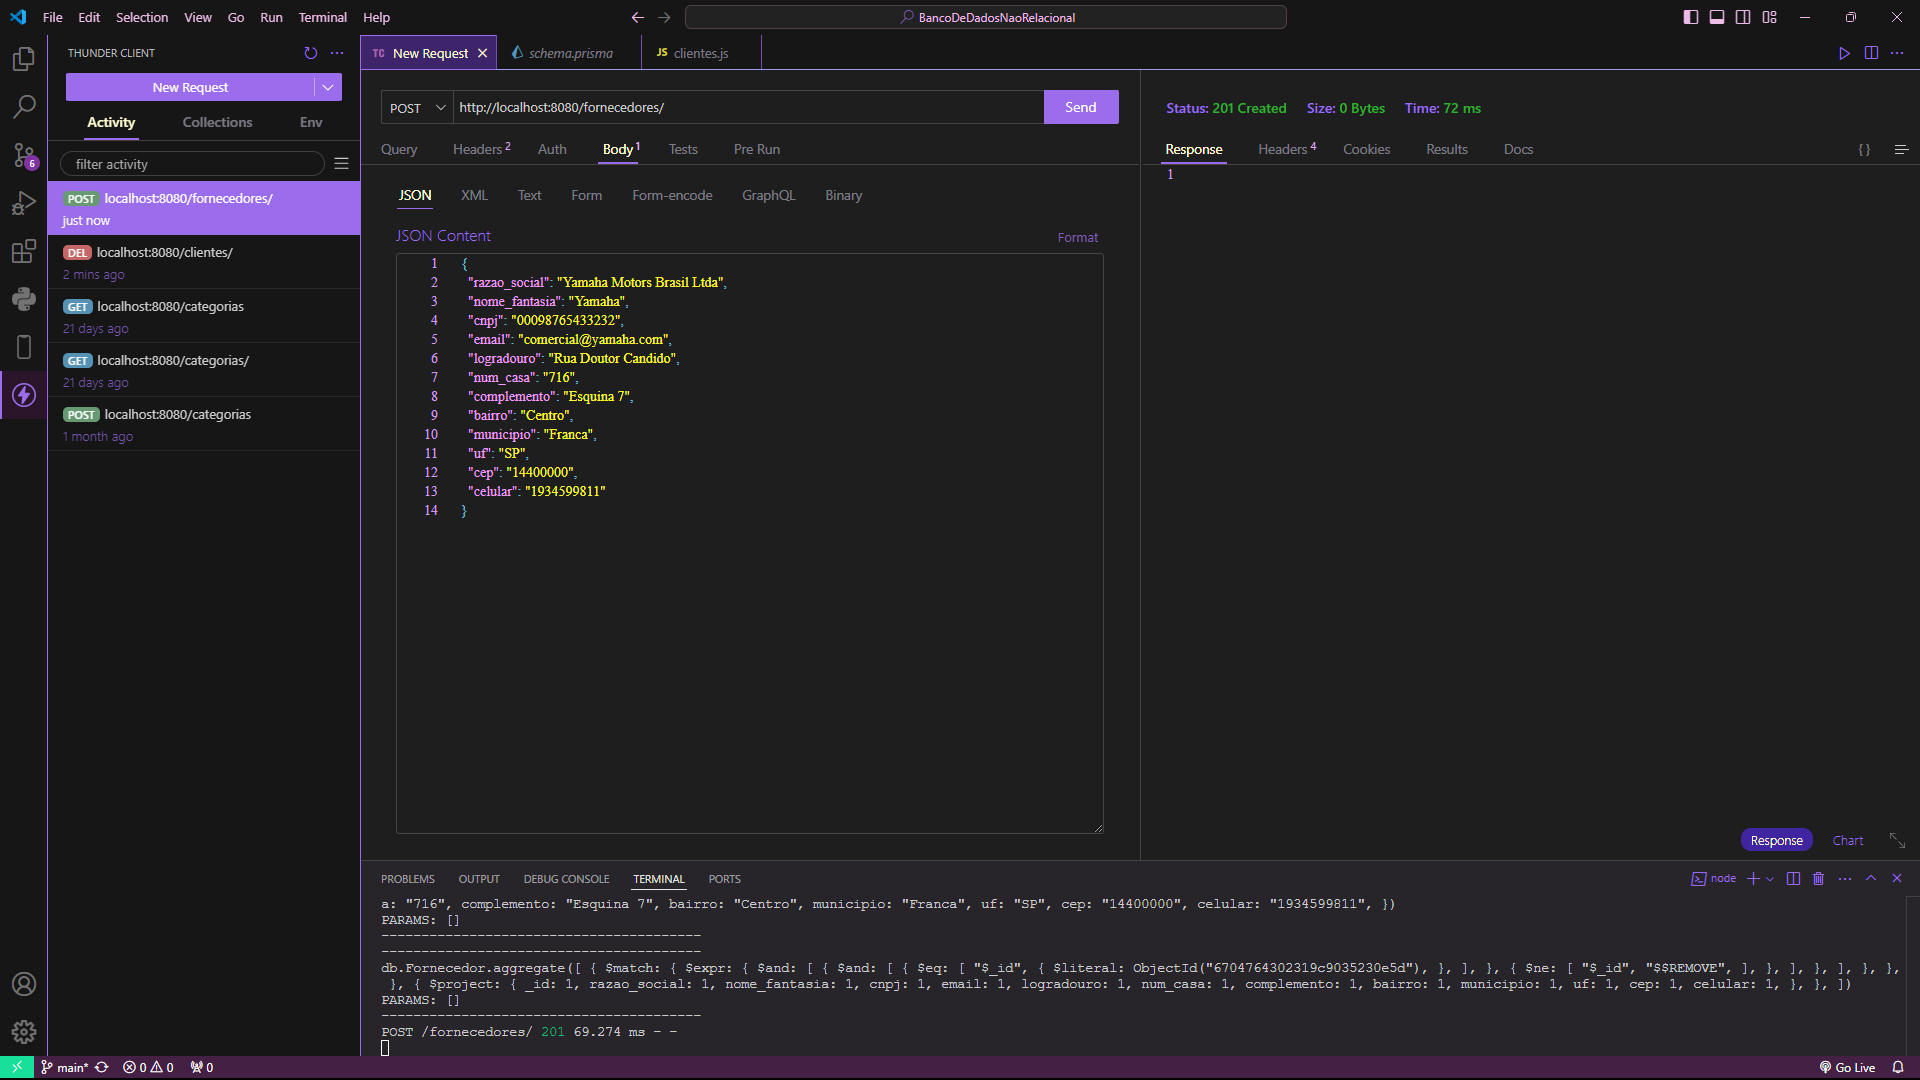 File Edit Selection View Go Run Terminal Help
BancoDeDadosNaoRelacional
THUNDER CLIENT
New Request
Activity Collections Env
filter activity
POST localhost:8080/fornecedores/
just now
DEL localhost:8080/clientes/
2 mins ago
GET localhost:8080/categorias
21 days ago
GET localhost:8080/categorias/
21 days ago
POST localhost:8080/categorias
1 month ago
6
TC New Request
schema.prisma
JS clientes.js
POST http://localhost:8080/fornecedores/ Send
Query Headers 2 Auth Body 1 Tests Pre Run
JSON XML Text Form Form-encode GraphQL Binary
JSON Content Format
1 {
2 "razao_social": "Yamaha Motors Brasil Ltda",
3 "nome_fantasia": "Yamaha",
4 "cnpj": "00098765433232",
5 "email": "comercial@yamaha.com",
6 "logradouro": "Rua Doutor Candido",
7 "num_casa": "716",
8 "complemento": "Esquina 7",
9 "bairro": "Centro",
10 "municipio": "Franca",
11 "uf": "SP",
12 "cep": "14400000",
13 "celular": "1934599811"
14 }
Status: 201 Created Size: 0 Bytes Time: 72 ms
Response Headers 4 Cookies Results Docs { }
1
Response Chart
PROBLEMS OUTPUT DEBUG CONSOLE TERMINAL PORTS node
a: "716", complemento: "Esquina 7", bairro: "Centro", municipio: "Franca", uf: "SP", cep: "14400000", celular: "1934599811", })
PARAMS: []
----------------------------------------
----------------------------------------
db.Fornecedor.aggregate([ { $match: { $expr: { $and: [ { $and: [ { $eq: [ "$_id", { $literal: ObjectId("6704764302319c9035230e5d"), }, ], }, { $ne: [ "$_id", "$$REMOVE", ], }, ], }, ], }, },
}, { $project: { _id: 1, razao_social: 1, nome_fantasia: 1, cnpj: 1, email: 1, logradouro: 1, num_casa: 1, complemento: 1, bairro: 1, municipio: 1, uf: 1, cep: 1, celular: 1, }, }, ])
PARAMS: []
----------------------------------------
POST /fornecedores/ 201 69.274 ms - -
main* 0 0 0 Go Live